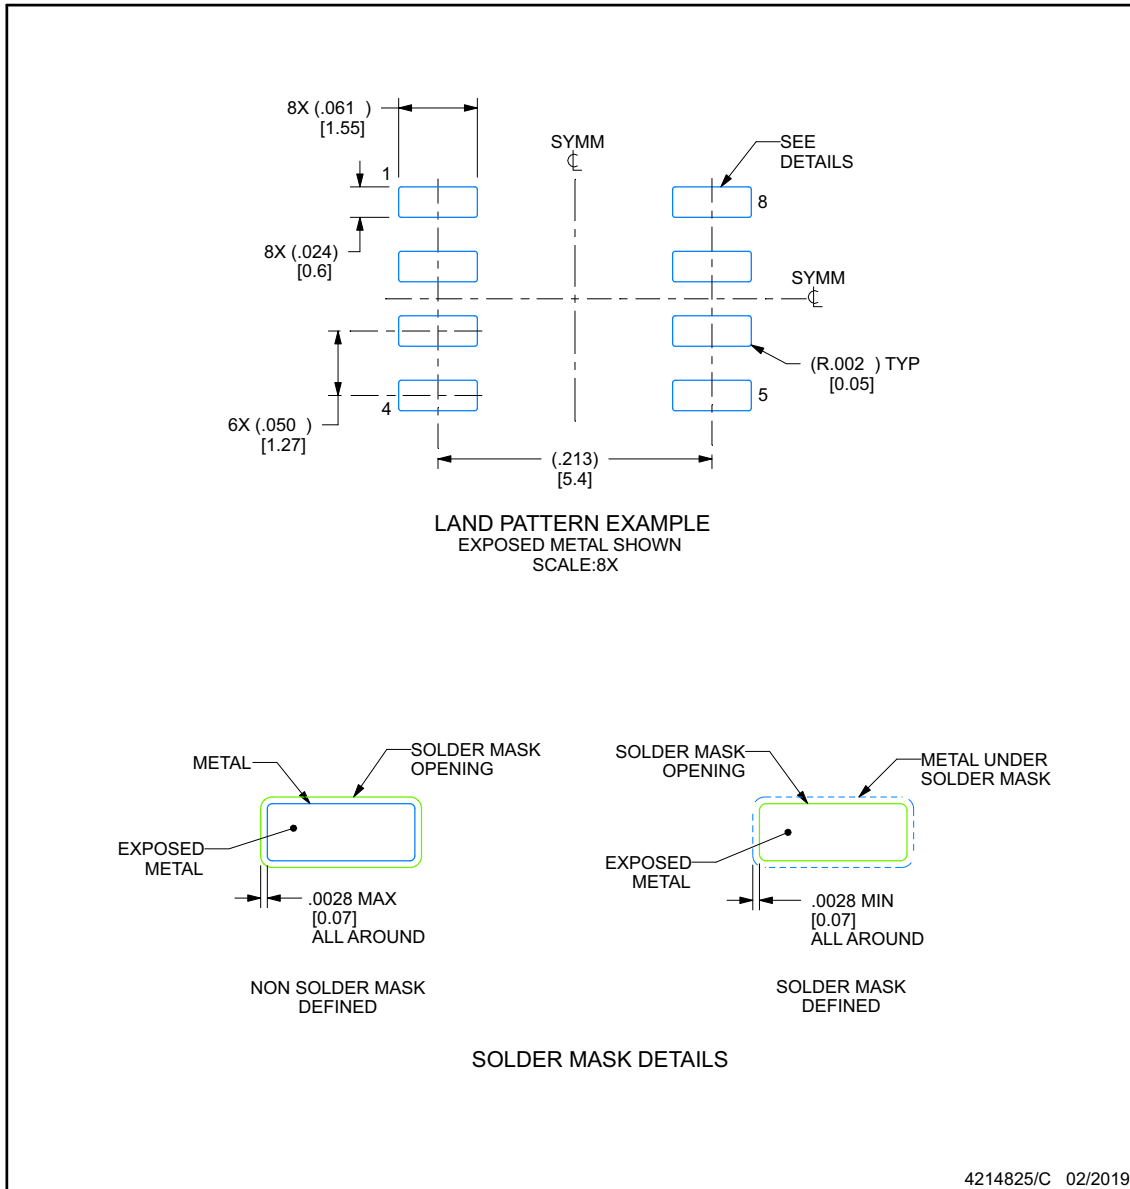 8X (.061 )
[1.55]
SYMM
℄
SEE
DETAILS
1
8
8X (.024)
[0.6]
SYMM
℄
(R.002 ) TYP
[0.05]
4
5
6X (.050 )
[1.27]
(.213)
[5.4]
LAND PATTERN EXAMPLE
EXPOSED METAL SHOWN
SCALE:8X
METAL
SOLDER MASK
OPENING
EXPOSED
METAL
.0028 MAX
[0.07]
ALL AROUND
NON SOLDER MASK
DEFINED
SOLDER MASK
OPENING
METAL UNDER
SOLDER MASK
EXPOSED
METAL
.0028 MIN
[0.07]
ALL AROUND
SOLDER MASK
DEFINED
SOLDER MASK DETAILS
4214825/C 02/2019